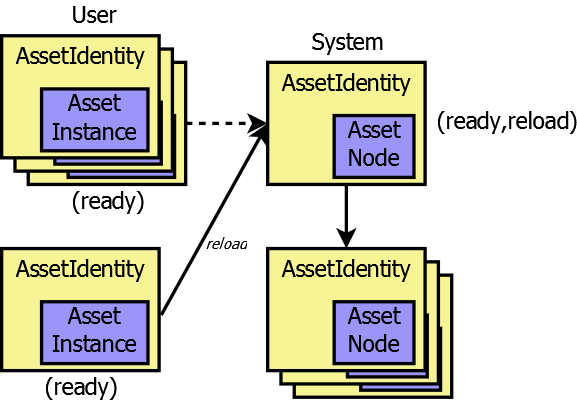 User
System
AssetIdentity
Asset
Instance
(ready)
AssetIdentity
Asset
Node
(ready,reload)
reload
AssetIdentity
Asset
Instance
(ready)
AssetIdentity
Asset
Node